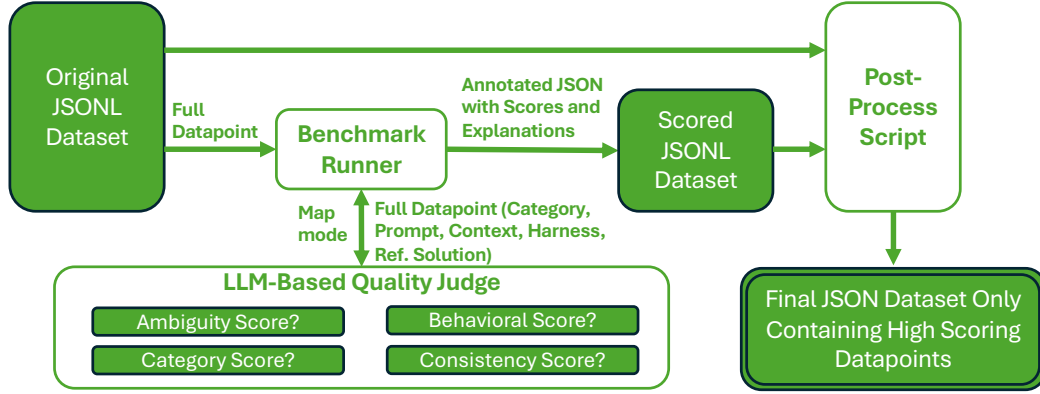 Original
JSONL
Dataset
Full
Datapoint
Benchmark
Runner
Annotated JSON
with Scores and
Explanations
Scored
JSONL
Dataset
Post-
Process
Script
Map
mode
Full Datapoint (Category,
Prompt, Context, Harness,
Ref. Solution)
LLM-Based Quality Judge
Ambiguity Score?
Behavioral Score?
Category Score?
Consistency Score?
Final JSON Dataset Only
Containing High Scoring
Datapoints